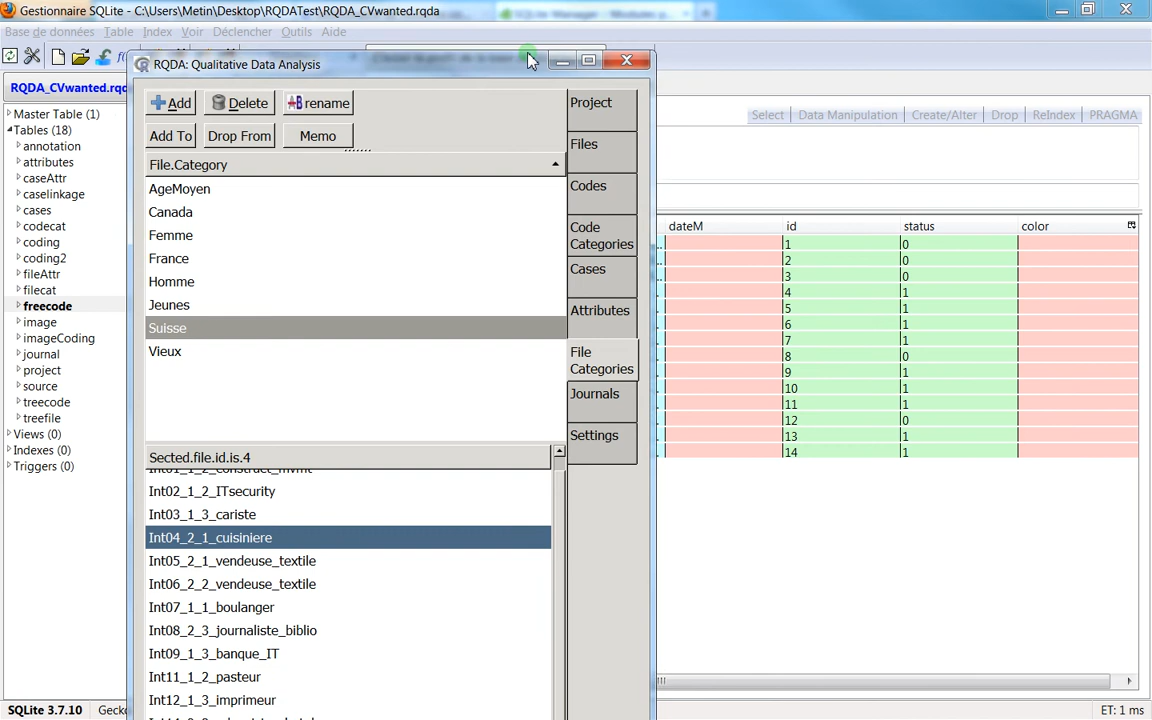 Gestionnaire SQLite - C:\Users\Metin\Desktop\RQDATest\RQDA_CVwanted.rqda
Base de données Table Index Voir Déclencher Outils Aide
RQDA_CVwanted.rqd
Master Table (1)
Tables (18)
annotation
attributes
caseAttr
caselinkage
cases
codecat
coding
coding2
fileAttr
filecat
freecode
image
imageCoding
journal
project
source
treecode
treefile
Views (0)
Indexes (0)
Triggers (0)
RQDA: Qualitative Data Analysis
Add Delete rename
Add To Drop From Memo
File.Category
AgeMoyen
Canada
Femme
France
Homme
Jeunes
Suisse
Vieux
Sected.file.id.is.4
Int01_1_2_construct_mvmt
Int02_1_2_ITsecurity
Int03_1_3_cariste
Int04_2_1_cuisiniere
Int05_2_1_vendeuse_textile
Int06_2_2_vendeuse_textile
Int07_1_1_boulanger
Int08_2_3_journaliste_biblio
Int09_1_3_banque_IT
Int11_1_2_pasteur
Int12_1_3_imprimeur
Project
Files
Codes
Code
Categories
Cases
Attributes
File
Categories
Journals
Settings
Select Data Manipulation Create/Alter Drop ReIndex PRAGMA
dateM id status color
1 0
2 0
3 0
4 1
5 1
6 1
7 1
8 0
9 1
10 1
11 1
12 0
13 1
14 1
SQLite 3.7.10 Geck
ET: 1 ms